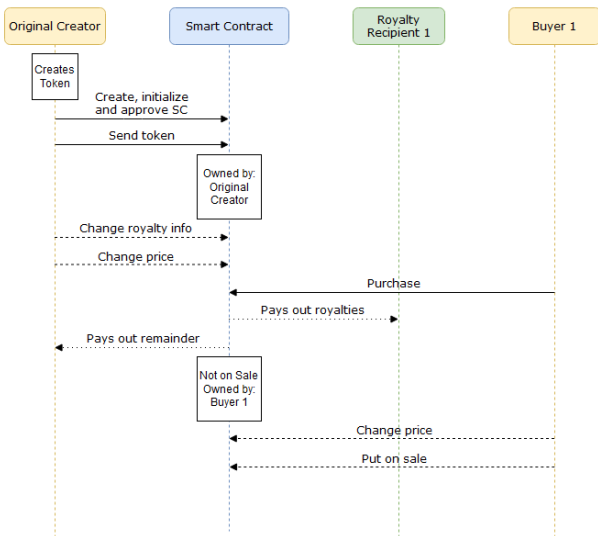 Original Creator
Smart Contract
Royalty
Recipient 1
Buyer 1
Creates
Token
Create, initialize
and approve SC
Send token
Owned by:
Original
Creator
Change royalty info
Change price
Purchase
Pays out royalties
Pays out remainder
Not on Sale
Owned by:
Buyer 1
Change price
Put on sale